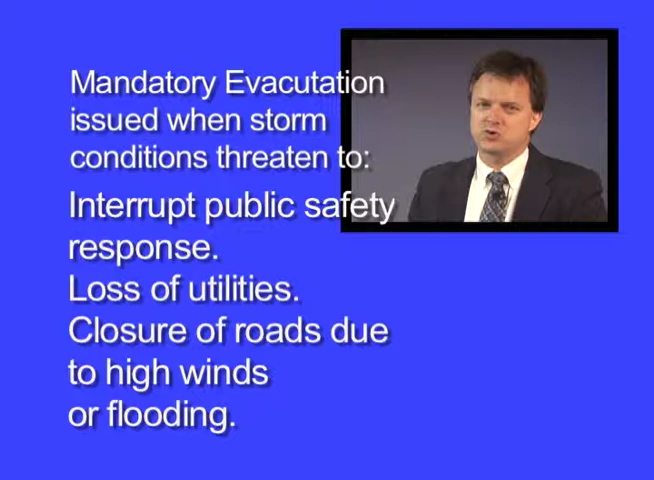 Mandatory Evacutation
issued when storm
conditions threaten to:
Interrupt public safety
response.
Loss of utilities.
Closure of roads due
to high winds
or flooding.